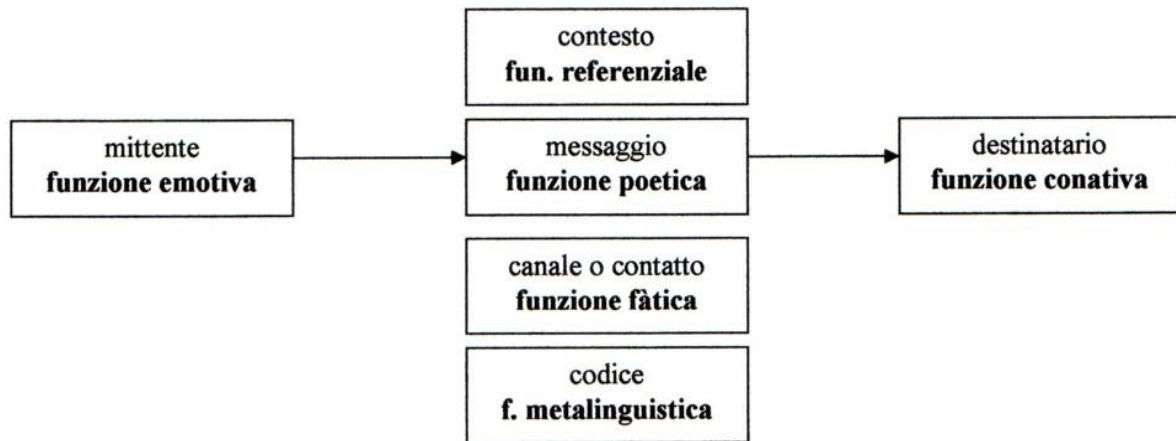 contesto
fun. referenziale
mittente
funzione emotiva
messaggio
funzione poetica
destinatario
funzione conativa
canale o contatto
funzione fàtica
codice
f. metalinguistica